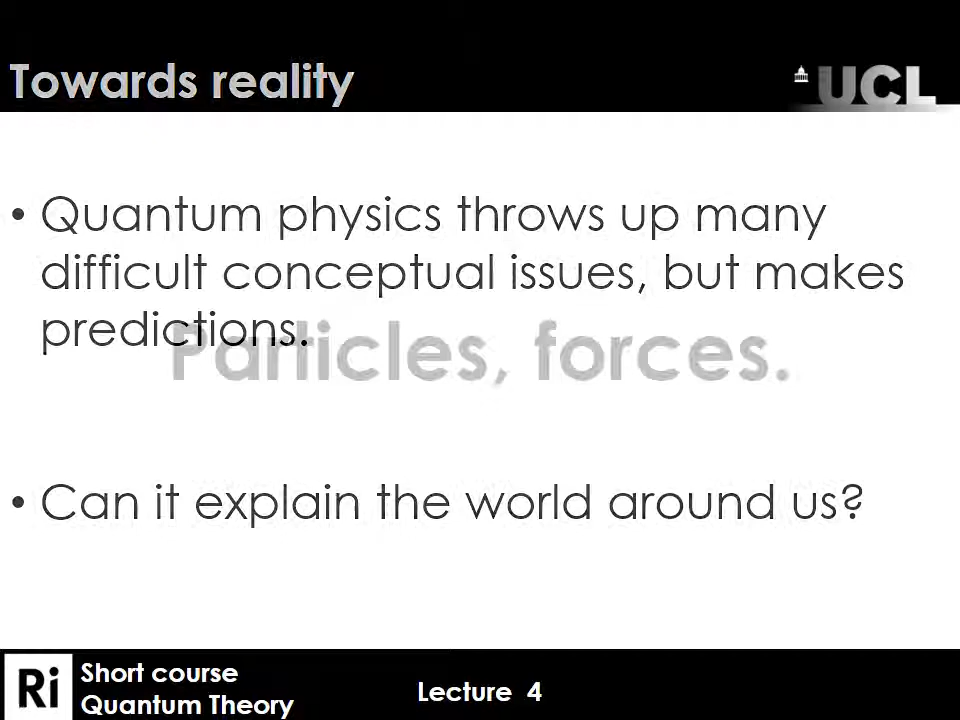 Towards reality
UCL
• Quantum physics throws up many
difficult conceptual issues, but makes
predictions.
Particles, forces.
• Can it explain the world around us?
Ri
Short course
Quantum Theory
Lecture 4